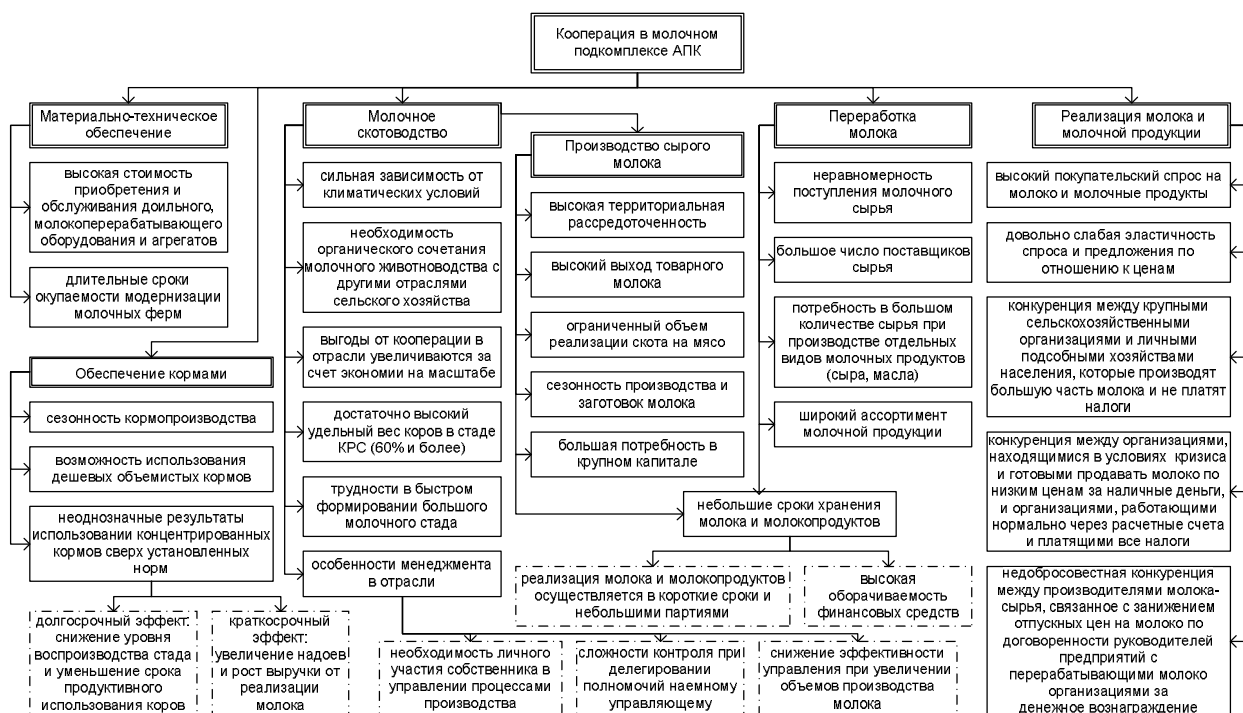 Кооперация в молочном
подкомплексе АПК
Материально-техническое
обеспечение
высокая стоимость
приобретения и
обслуживания доильного,
молокоперерабатывающего
оборудования и агрегатов
длительные сроки
окупаемости модернизации
молочных ферм
Обеспечение кормами
сезонность кормопроизводства
возможность использования
дешевых объемистых кормов
неоднозначные результаты
использовании концентрированных
кормов сверх установленных
норм
долгосрочный эффект:
снижение уровня
воспроизводства стада
и уменьшение срока
продуктивного
использования коров
краткосрочный
эффект:
увеличение надоев
и рост выручки от
реализации
молока
Молочное
скотоводство
сильная зависимость от
климатических условий
необходимость
органического сочетания
молочного животноводства с
другими отраслями
сельского хозяйства
выгоды от кооперации в
отрасли увеличиваются за
счет экономии на масштабе
достаточно высокий
удельный вес коров в стаде
КРС (60% и более)
трудности в быстром
формировании большого
молочного стада
особенности менеджмента
в отрасли
необходимость личного
участия собственника в
управлении процессами
производства
сложности контроля при
делегировании
полномочий наемному
управляющему
снижение эффективности
управления при увеличении
объемов производства
молока
Производство сырого
молока
высокая территориальная
рассредоточенность
высокий выход товарного
молока
ограниченный объем
реализации скота на мясо
сезонность производства и
заготовок молока
большая потребность в
крупном капитале
Переработка
молока
неравномерность
поступления молочного
сырья
большое число поставщиков
сырья
потребность в большом
количестве сырья при
производстве отдельных
видов молочных продуктов
(сыра, масла)
широкий ассортимент
молочной продукции
небольшие сроки хранения
молока и молокопродуктов
реализация молока и молокопродуктов
осуществляется в короткие сроки и
небольшими партиями
высокая
оборачиваемость
финансовых средств
Реализация молока и
молочной продукции
высокий покупательский спрос на
молоко и молочные продукты
довольно слабая эластичность
спроса и предложения по
отношению к ценам
конкуренция между крупными
сельскохозяйственными
организациями и личными
подсобными хозяйствами
населения, которые производят
большую часть молока и не платят
налоги
конкуренция между организациями,
находящимися в условиях кризиса
и готовыми продавать молоко по
низким ценам за наличные деньги,
и организациями, работающими
нормально через расчетные счета
и платящими все налоги
недобросовестная конкуренция
между производителями молока-
сырья, связанное с занижением
отпускных цен на молоко по
договоренности руководителей
предприятий с
перерабатывающими молоко
организациями за
денежное вознаграждение